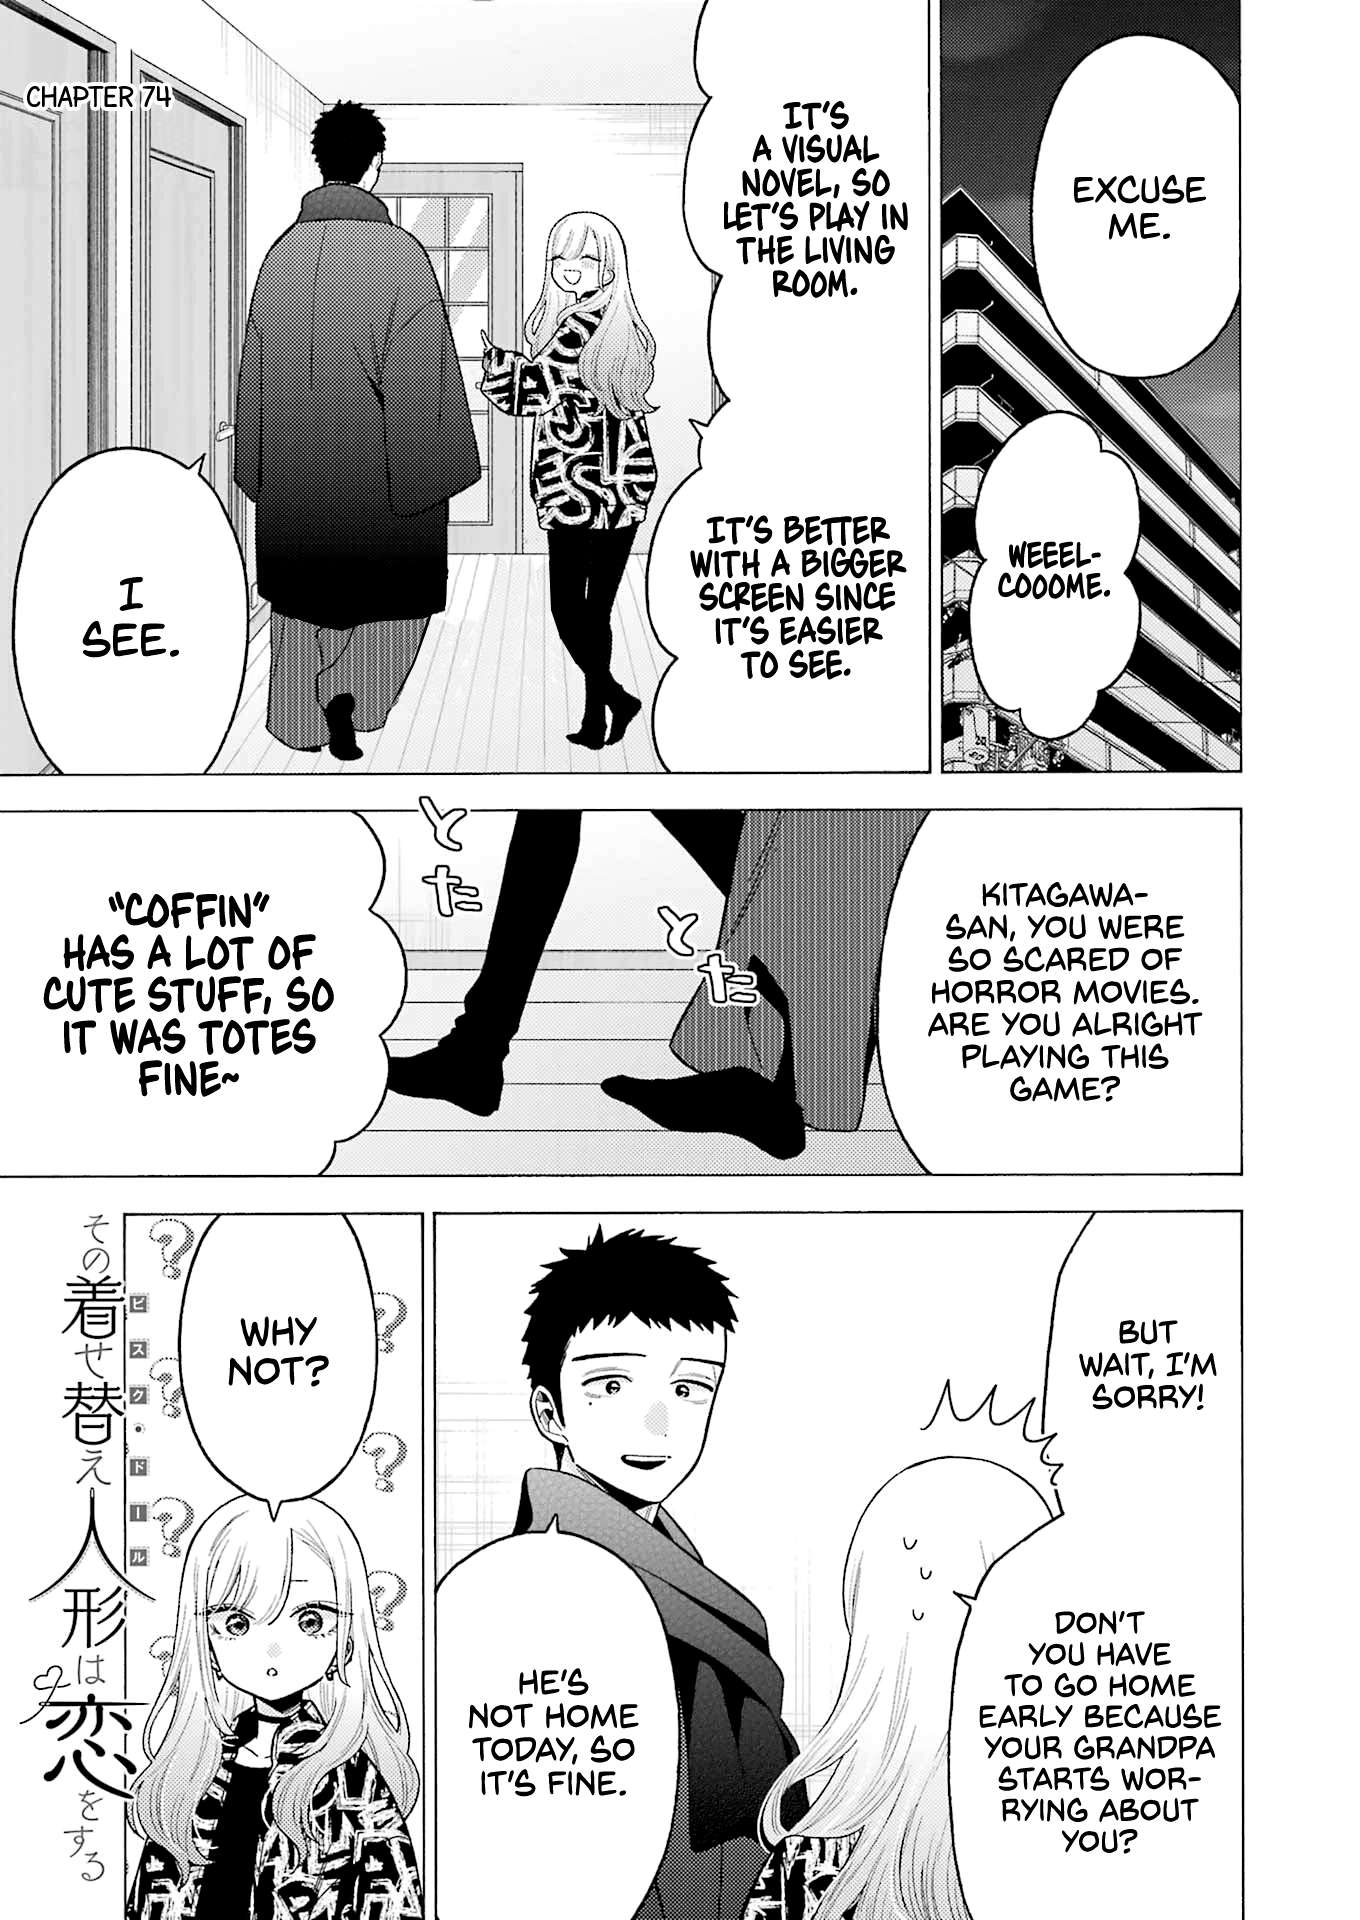 CHAPTER 74
EXCUSE
ME.
WEEEL-
COOOME.
IT'S
A VISUAL
NOVEL, SO
LET'S PLAY IN
THE LIVING
ROOM.
IT'S BETTER
WITH A BIGGER
SCREEN SINCE
IT'S EASIER
TO SEE.
I
SEE.
KITAGAWA-
SAN, YOU WERE
SO SCARED OF
HORROR MOVIES.
ARE YOU ALRIGHT
PLAYING THIS
GAME?
とた
とた
"COFFIN"
HAS A LOT OF
CUTE STUFF, SO
IT WAS TOTES
FINE~
BUT
WAIT, I'M
SORRY!
DON'T
YOU HAVE
TO GO HOME
EARLY BECAUSE
YOUR GRANDPA
STARTS WOR-
RYING ABOUT
YOU?
HE'S
NOT HOME
TODAY, SO
IT'S FINE.
WHY
NOT?
その着せ替え人形は恋をする
ビスク・ドール